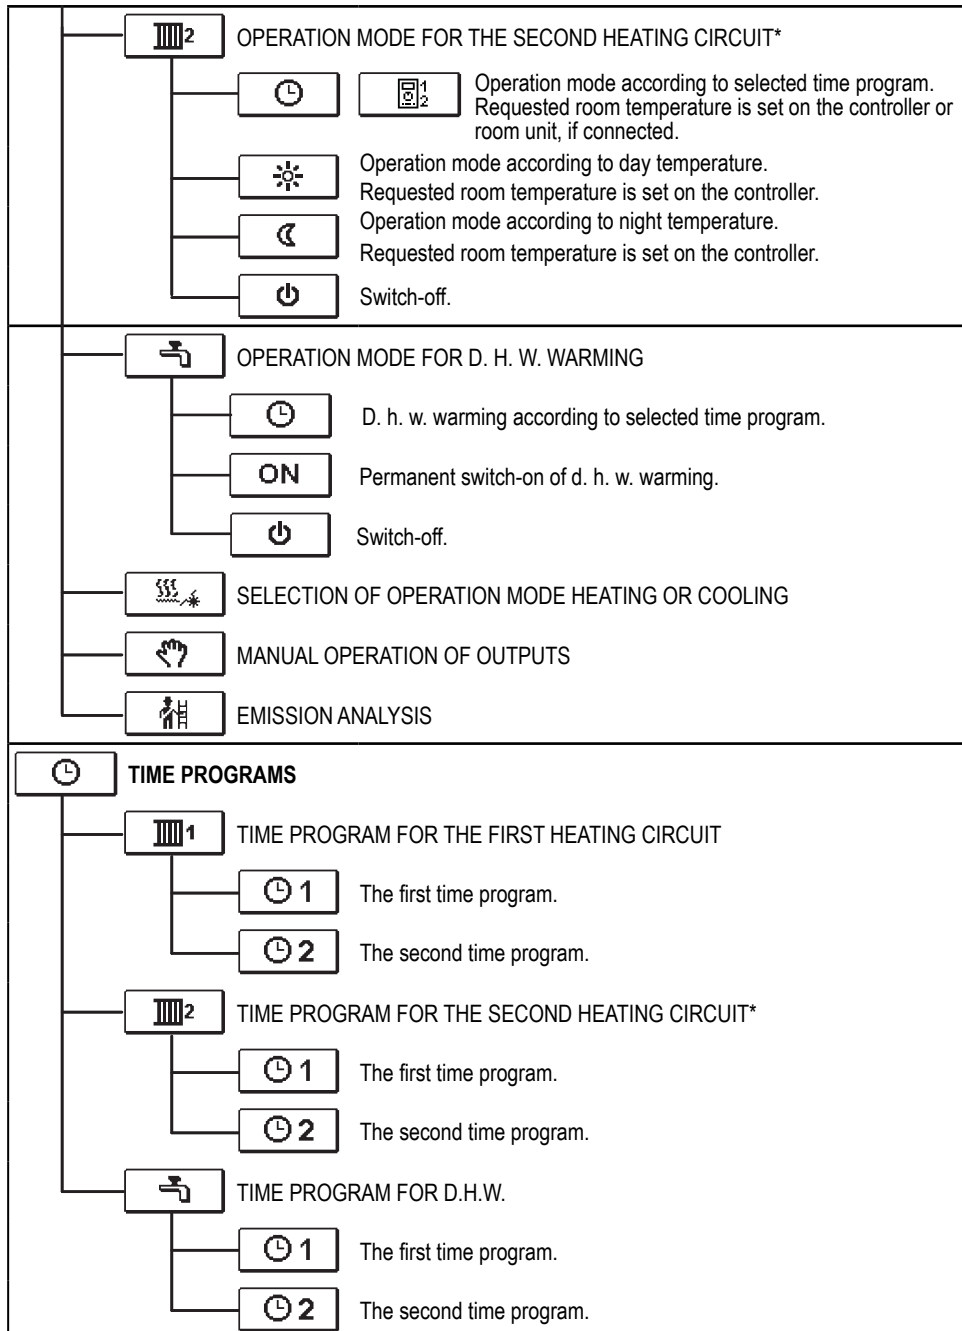 2 OPERATION MODE FOR THE SECOND HEATING CIRCUIT*
1
2
Operation mode according to selected time program.
Requested room temperature is set on the controller or
room unit, if connected.
Operation mode according to day temperature.
Requested room temperature is set on the controller.
Operation mode according to night temperature.
Requested room temperature is set on the controller.
Switch-off.
OPERATION MODE FOR D. H. W. WARMING
D. h. w. warming according to selected time program.
ON Permanent switch-on of d. h. w. warming.
Switch-off.
SELECTION OF OPERATION MODE HEATING OR COOLING
MANUAL OPERATION OF OUTPUTS
EMISSION ANALYSIS
TIME PROGRAMS
1 TIME PROGRAM FOR THE FIRST HEATING CIRCUIT
1 The first time program.
2 The second time program.
2 TIME PROGRAM FOR THE SECOND HEATING CIRCUIT*
1 The first time program.
2 The second time program.
TIME PROGRAM FOR D.H.W.
1 The first time program.
2 The second time program.